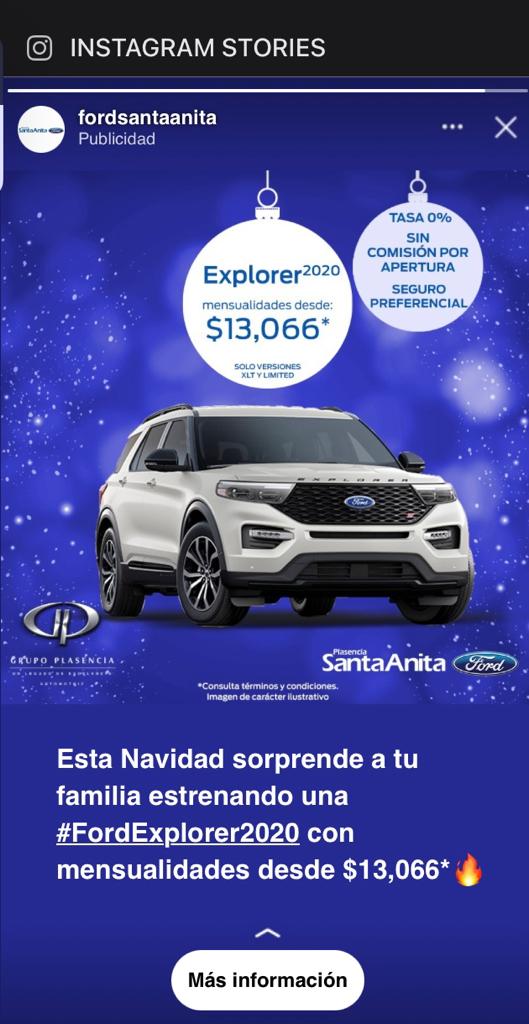 INSTAGRAM STORIES
fordsantaanita
Publicidad
Explorer2020
mensualidades desde:
$13,066*
SOLO VERSIONES
XLT Y LIMITED
TASA 0%
SIN
COMISIÓN POR
APERTURA
SEGURO
PREFERENCIAL
EXPLORER
Ford
GRUPO PLASENCIA
Plasencia
SantaAnita Ford
*Consulta términos y condiciones.
Imagen de carácter ilustrativo
Esta Navidad sorprende a tu
familia estrenando una
#FordExplorer2020 con
mensualidades desde $13,066*🔥
Más información